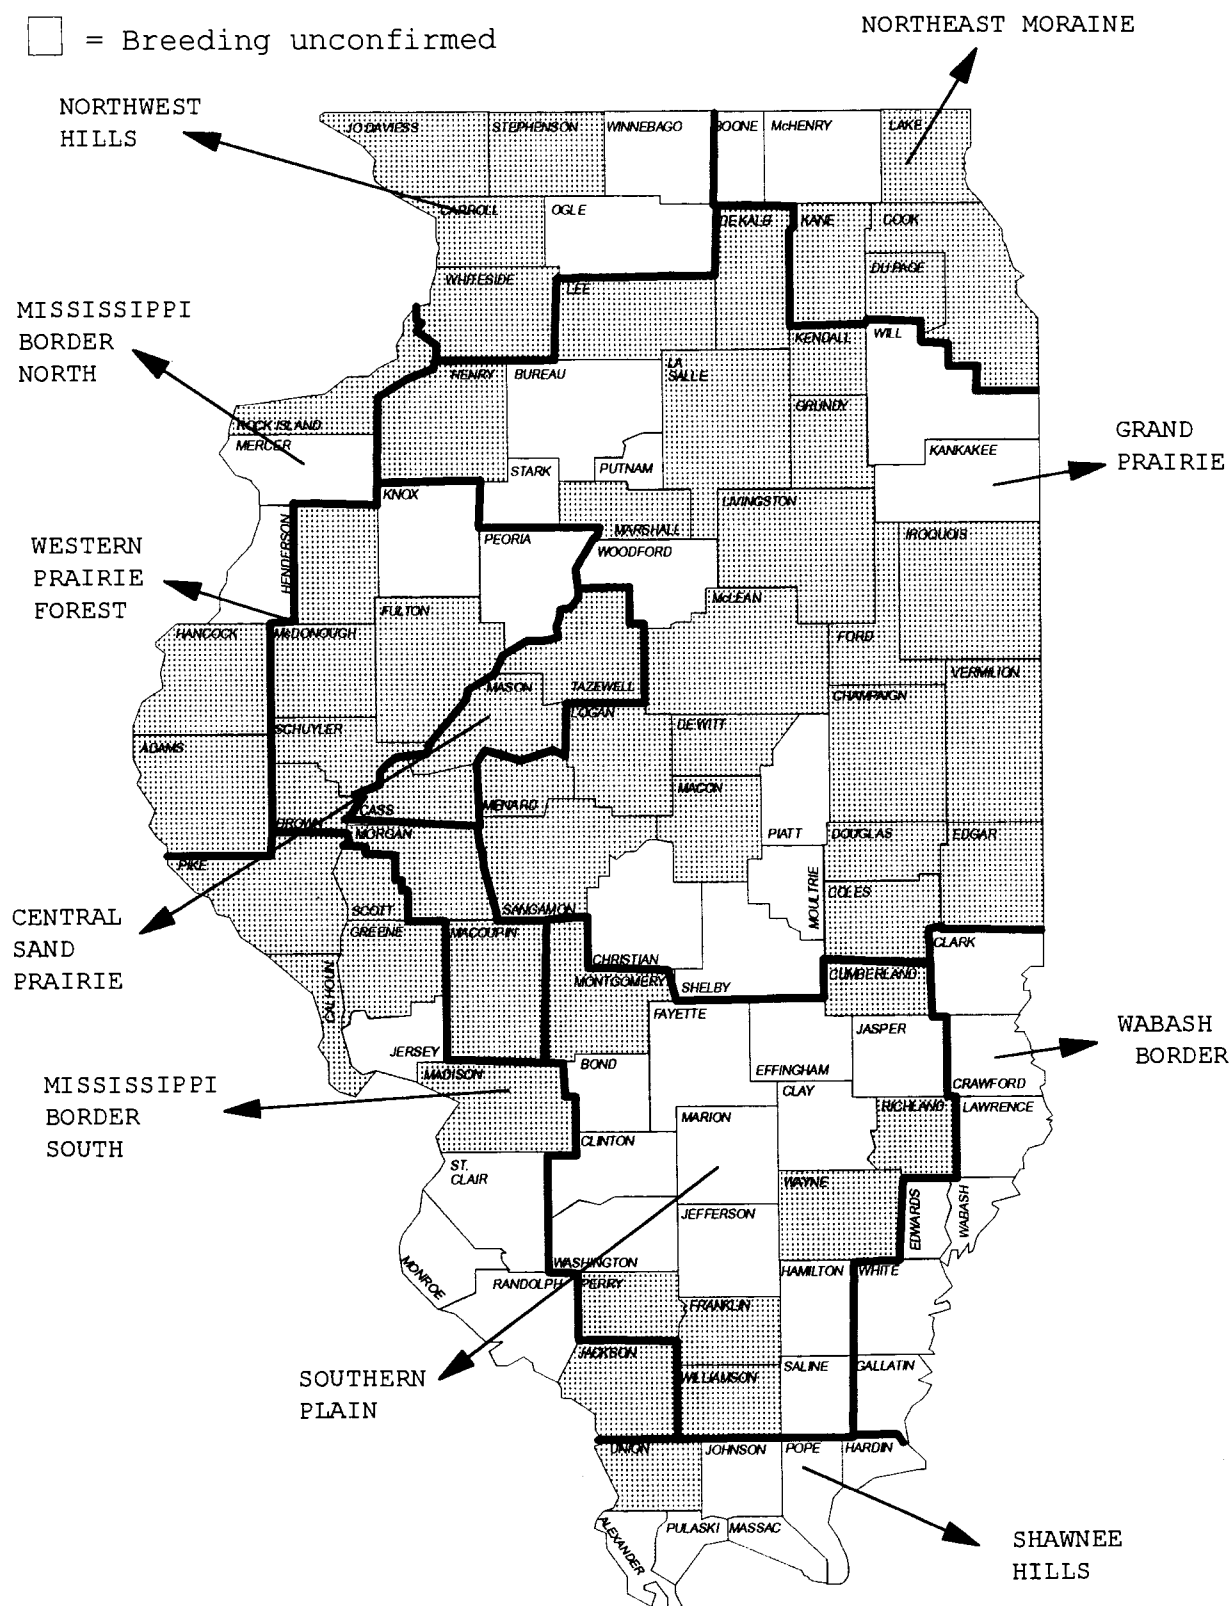 = Breeding unconfirmed
NORTHEAST MORAINE
NORTHWEST
HILLS
JO DAVIESS
STEPHENSON
WINNEBAGO
BOONE
McHENRY
LAKE
CARROLL
OGLE
DE KALB
KANE
COOK
DU PAGE
WHITESIDE
LEE
MISSISSIPPI
BORDER
NORTH
KENDALL
WILL
HENRY
BUREAU
LA
SALLE
GRUNDY
ROCK ISLAND
MERCER
STARK
PUTNAM
KANKAKEE
GRAND
PRAIRIE
KNOX
LIVINGSTON
MARSHALL
PEORIA
WOODFORD
IROQUOIS
HENDERSON
WESTERN
PRAIRIE
FOREST
McLEAN
FULTON
HANCOCK
McDONOUGH
FORD
VERMILION
MASON
TAZEWELL
CHAMPAIGN
LOGAN
DE WITT
SCHUYLER
ADAMS
MACON
CASS
MENARD
BROWN
MORGAN
PIATT
DOUGLAS
EDGAR
PIKE
MOULTRIE
COLES
SCOTT
SANGAMON
CENTRAL
SAND
PRAIRIE
GREENE
MACOUPIN
CLARK
CHRISTIAN
CALHOUN
MONTGOMERY
SHELBY
CUMBERLAND
FAYETTE
JASPER
WABASH
BORDER
JERSEY
BOND
EFFINGHAM
MADISON
CLAY
CRAWFORD
MISSISSIPPI
BORDER
SOUTH
MARION
RICHLAND
LAWRENCE
CLINTON
ST.
CLAIR
WAYNE
EDWARDS
WABASH
JEFFERSON
MONROE
WASHINGTON
HAMILTON
WHITE
RANDOLPH
PERRY
FRANKLIN
JACKSON
SOUTHERN
PLAIN
WILLIAMSON
SALINE
GALLATIN
UNION
JOHNSON
POPE
HARDIN
ALEXANDER
PULASKI
MASSAC
SHAWNEE
HILLS